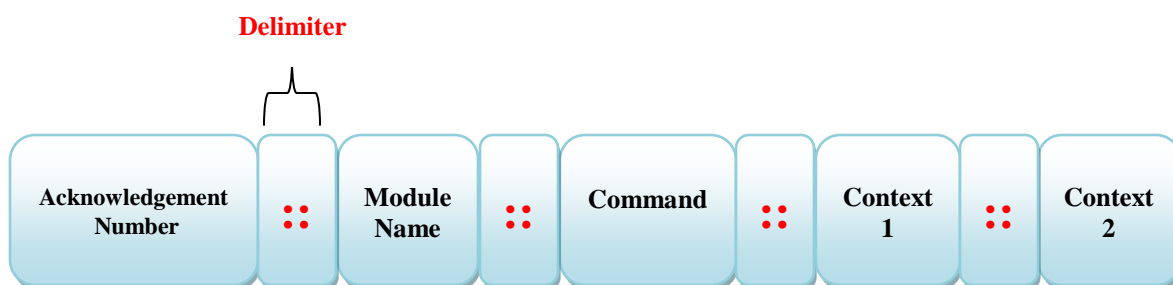 Delimiter
Acknowledgement
Number
::
Module
Name
::
Command
::
Context
1
::
Context
2